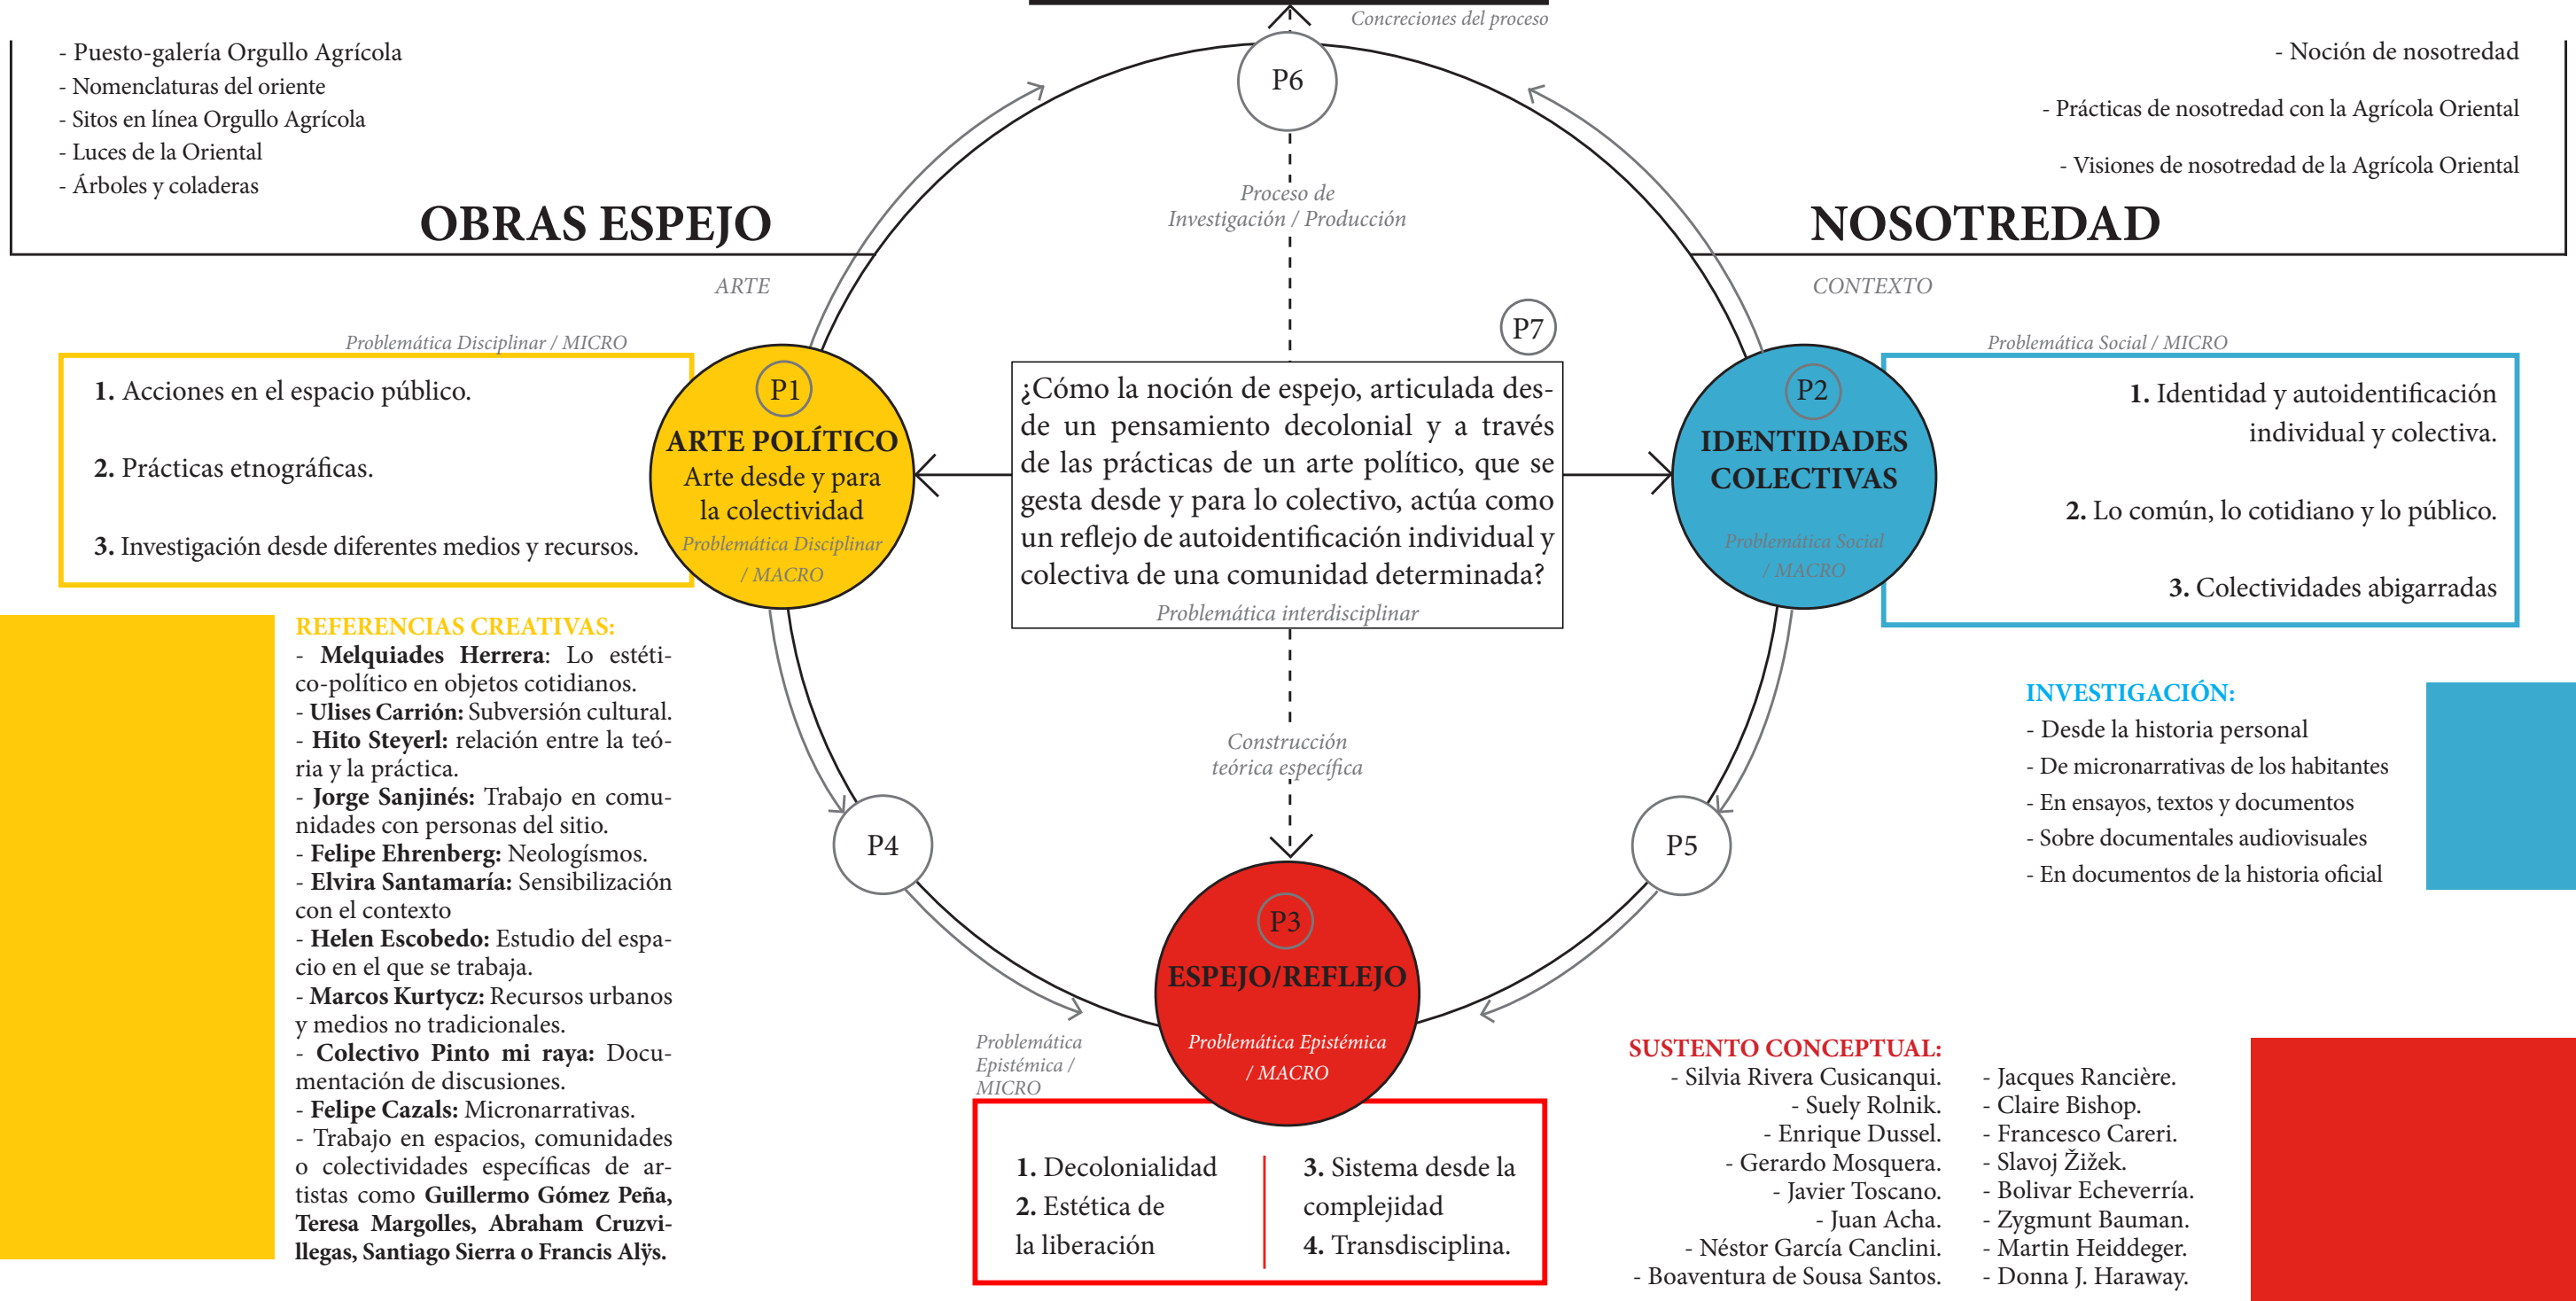 Concreciones del proceso
- Puesto-galería Orgullo Agrícola
- Nomenclaturas del oriente
- Sitos en línea Orgullo Agrícola
- Luces de la Oriental
- Árboles y coladeras
OBRAS ESPEJO
ARTE
P6
Proceso de
Investigación / Producción
- Noción de nosotredad
- Prácticas de nosotredad con la Agrícola Oriental
- Visiones de nosotredad de la Agrícola Oriental
NOSOTREDAD
CONTEXTO
Problemática Disciplinar / MICRO
1. Acciones en el espacio público.
2. Prácticas etnográficas.
3. Investigación desde diferentes medios y recursos.
P1
ARTE POLÍTICO
Arte desde y para
la colectividad
Problemática Disciplinar
/ MACRO
P7
¿Cómo la noción de espejo, articulada des-
de un pensamiento decolonial y a través
de las prácticas de un arte político, que se
gesta desde y para lo colectivo, actúa como
un reflejo de autoidentificación individual y
colectiva de una comunidad determinada?
Problemática interdisciplinar
P2
IDENTIDADES
COLECTIVAS
Problemática Social
/ MACRO
Problemática Social / MICRO
1. Identidad y autoidentificación
individual y colectiva.
2. Lo común, lo cotidiano y lo público.
3. Colectividades abigarradas
REFERENCIAS CREATIVAS:
- Melquiades Herrera: Lo estéti-
co-político en objetos cotidianos.
- Ulises Carrión: Subversión cultural.
- Hito Steyerl: relación entre la teó-
ria y la práctica.
- Jorge Sanjinés: Trabajo en comu-
nidades con personas del sitio.
- Felipe Ehrenberg: Neologísmos.
- Elvira Santamaría: Sensibilización
con el contexto
- Helen Escobedo: Estudio del espa-
cio en el que se trabaja.
- Marcos Kurtycz: Recursos urbanos
y medios no tradicionales.
- Colectivo Pinto mi raya: Docu-
mentación de discusiones.
- Felipe Cazals: Micronarrativas.
- Trabajo en espacios, comunidades
o colectividades específicas de ar-
tistas como Guillermo Gómez Peña,
Teresa Margolles, Abraham Cruzvi-
llegas, Santiago Sierra o Francis Alÿs.
Construcción
teórica específica
P4
P5
P3
ESPEJO/REFLEJO
Problemática Epistémica
/ MACRO
Problemática
Epistémica /
MICRO
1. Decolonialidad
2. Estética de
la liberación
3. Sistema desde la
complejidad
4. Transdisciplina.
INVESTIGACIÓN:
- Desde la historia personal
- De micronarrativas de los habitantes
- En ensayos, textos y documentos
- Sobre documentales audiovisuales
- En documentos de la historia oficial
SUSTENTO CONCEPTUAL:
- Silvia Rivera Cusicanqui.
- Suely Rolnik.
- Enrique Dussel.
- Gerardo Mosquera.
- Javier Toscano.
- Juan Acha.
- Néstor García Canclini.
- Boaventura de Sousa Santos.
- Jacques Rancière.
- Claire Bishop.
- Francesco Careri.
- Slavoj Žižek.
- Bolivar Echeverría.
- Zygmunt Bauman.
- Martin Heiddeger.
- Donna J. Haraway.